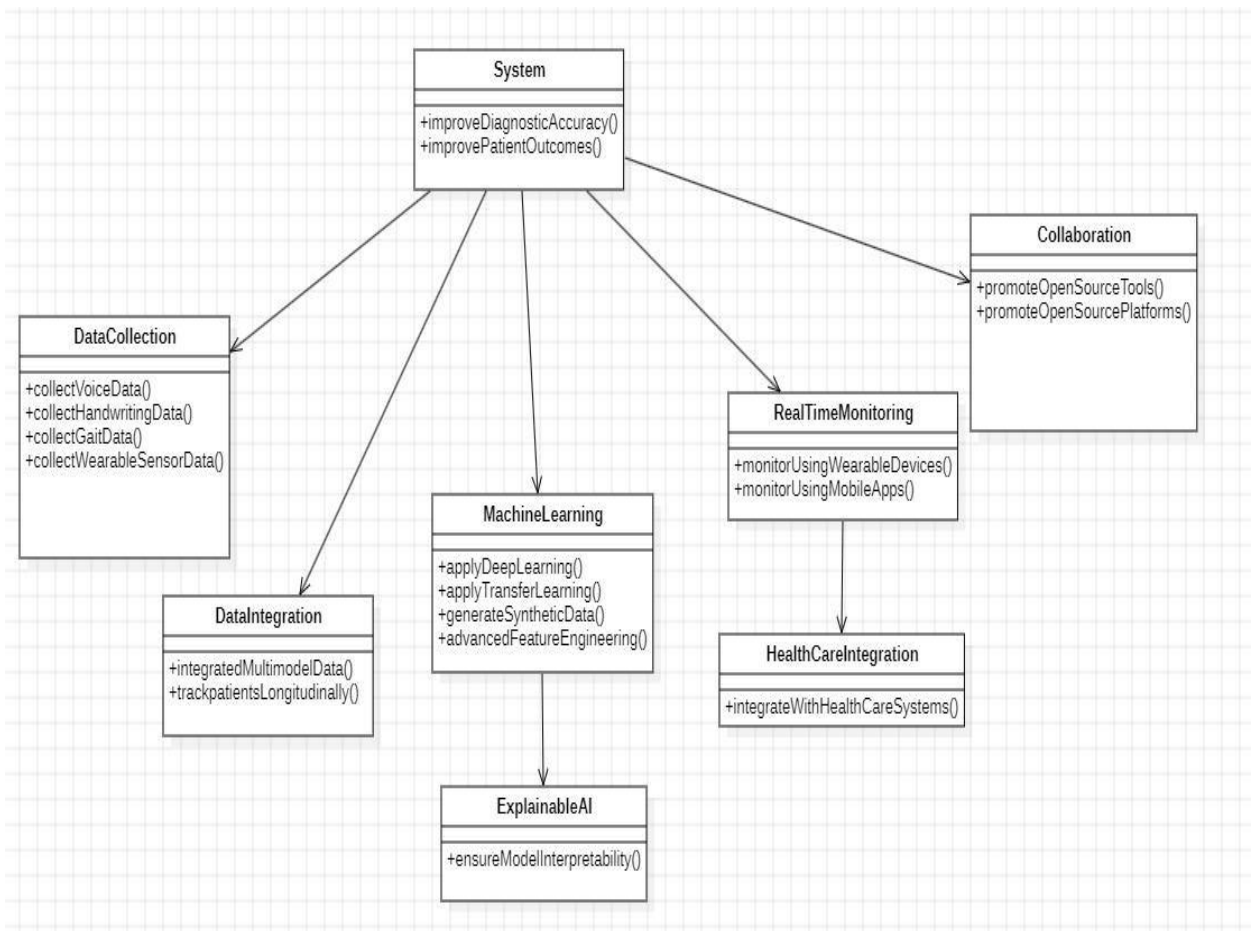 System
+improveDiagnosticAccuracy()
+improvePatientOutcomes()
Collaboration
+promoteOpenSourceTools()
+promoteOpenSourcePlatforms()
DataCollection
+collectVoiceData()
+collectHandwritingData()
+collectGaitData()
+collectWearableSensorData()
RealTimeMonitoring
+monitorUsingWearableDevices()
+monitorUsingMobileApps()
MachineLearning
+applyDeepLearning()
+applyTransferLearning()
+generateSyntheticData()
+advancedFeatureEngineering()
DataIntegration
+integratedMultimodelData()
+trackpatientsLongitudinally()
HealthCareIntegration
+integrateWithHealthCareSystems()
ExplainableAI
+ensureModelInterpretability()